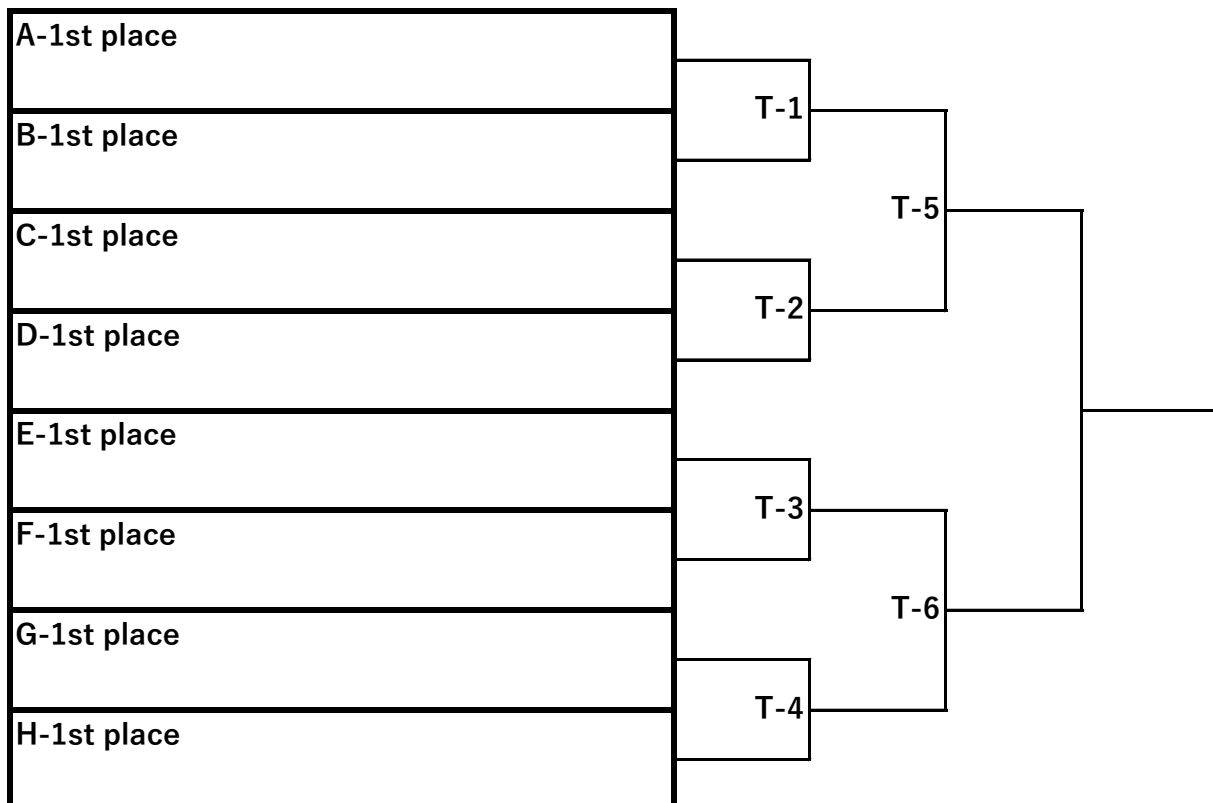 A-1st place
T-1
B-1st place
T-5
C-1st place
T-2
D-1st place
E-1st place
T-3
F-1st place
T-6
G-1st place
T-4
H-1st place